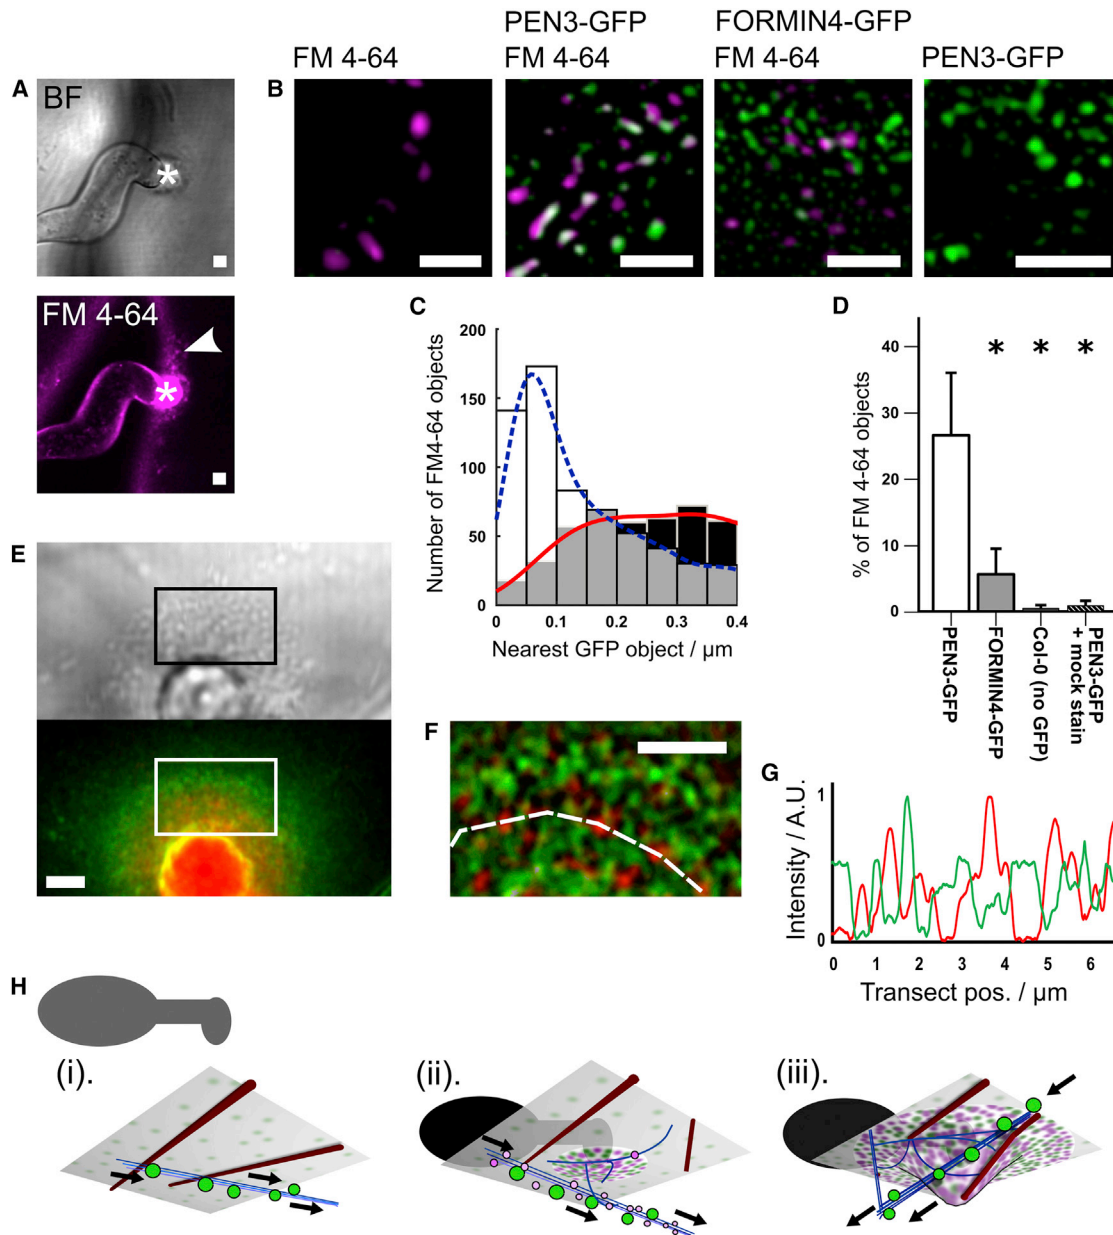 PEN3-GFP FORMIN4-GFP
FM 4-64 FM 4-64 FM 4-64 PEN3-GFP
A
BF
B
FM 4-64
*
*
C
200
150
100
50
0
Number of FM4-64 objects
0 0.1 0.2 0.3 0.4
Nearest GFP object / µm
D
40
30
20
10
0
% of FM 4-64 objects
* * *
PEN3-GFP
FORMIN4-GFP
Col-0 (no GFP)
PEN3-GFP
+ mock stain
E
F
G
1
0
Intensity / A.U.
0 1 2 3 4 5 6
Transect pos. / µm
H
(i).
(ii).
(iii).